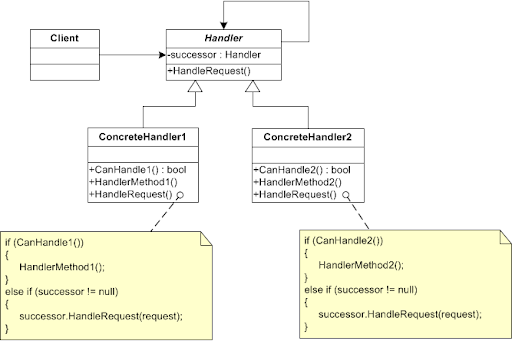 Client
Handler
-successor : Handler
+HandleRequest()
ConcreteHandler1
+CanHandle1() : bool
+HandlerMethod1()
+HandleRequest()
ConcreteHandler2
+CanHandle2() : bool
+HandlerMethod2()
+HandleRequest()
if (CanHandle1())
{
HandlerMethod1();
}
else if (successor != null)
{
successor.HandleRequest(request);
}
if (CanHandle2())
{
HandlerMethod2();
}
else if (successor != null)
{
successor.HandleRequest(request);
}